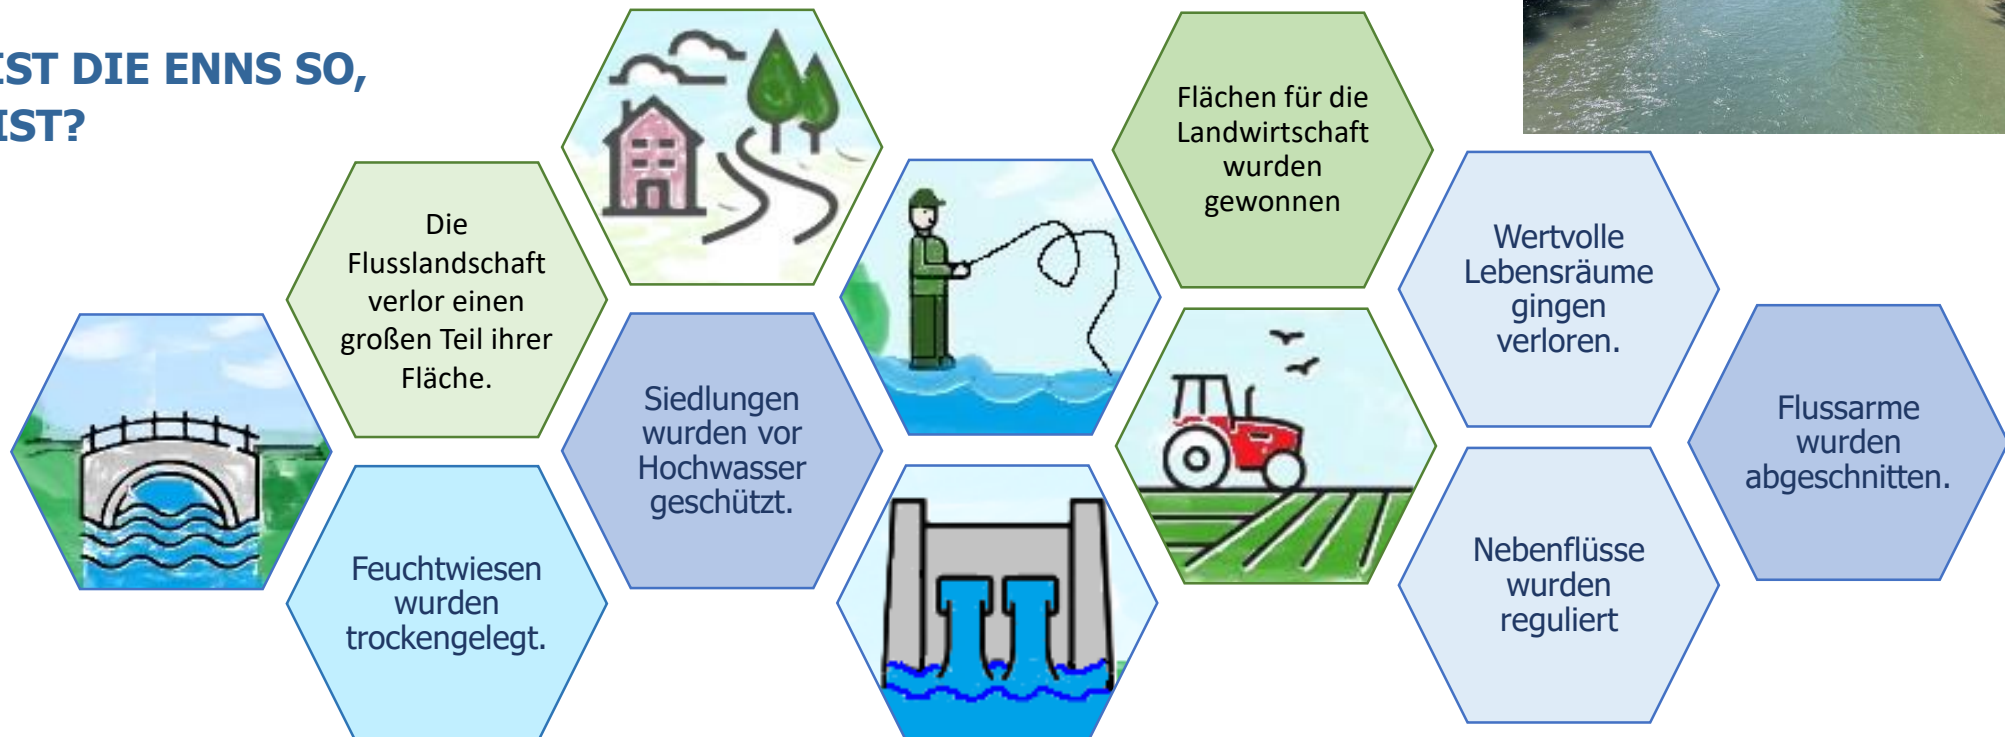 IST DIE ENNS SO,
IST?
Die
Flusslandschaft
verlor einen
großen Teil ihrer
Fläche.
Feuchtwiesen
wurden
trockengelegt.
Siedlungen
wurden vor
Hochwasser
geschützt.
Flächen für die
Landwirtschaft
wurden
gewonnen
Wertvolle
Lebensräume
gingen
verloren.
Nebenflüsse
wurden
reguliert
Flussarme
wurden
abgeschnitten.